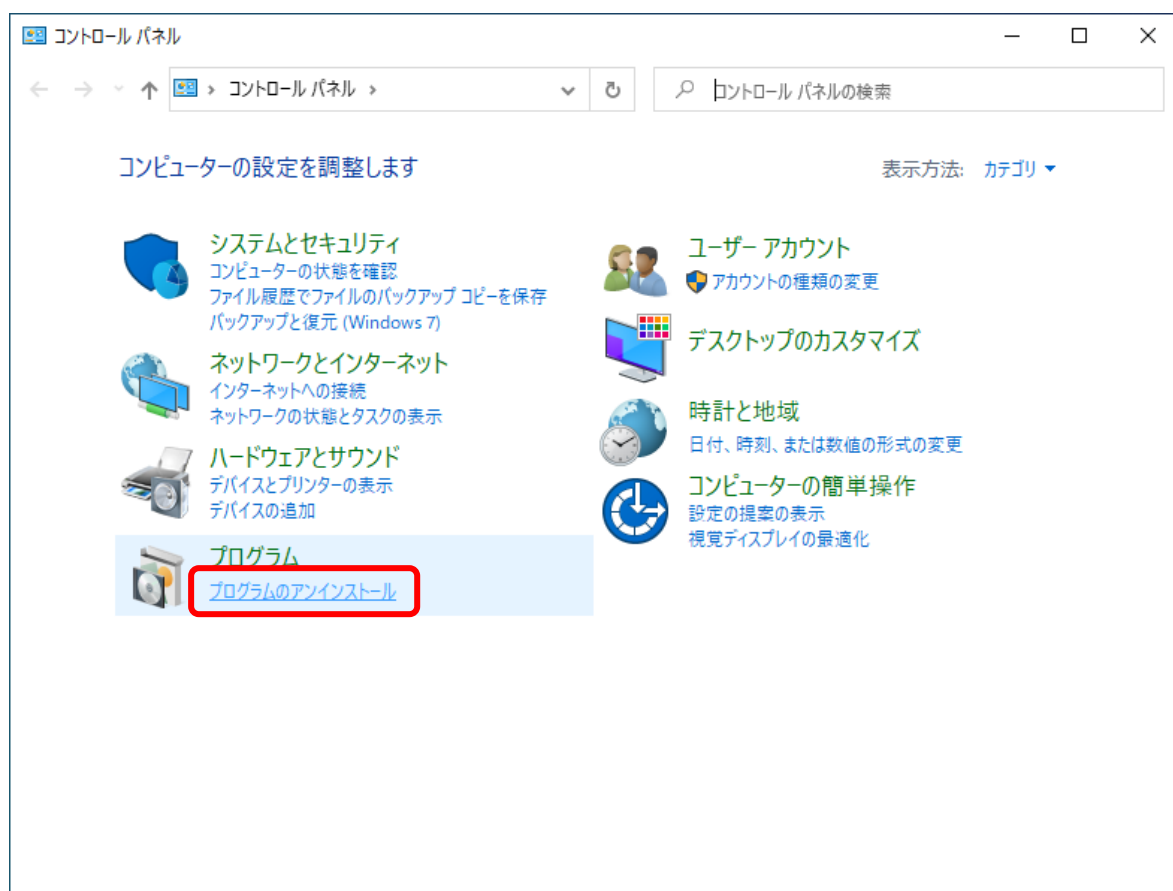 コントロール パネル
コントロール パネル
コントロール パネルの検索
コンピューターの設定を調整します
表示方法: カテゴリ
システムとセキュリティ
コンピューターの状態を確認
ファイル履歴でファイルのバックアップ コピーを保存
バックアップと復元 (Windows 7)
ネットワークとインターネット
インターネットへの接続
ネットワークの状態とタスクの表示
ハードウェアとサウンド
デバイスとプリンターの表示
デバイスの追加
プログラム
プログラムのアンインストール
ユーザー アカウント
アカウントの種類の変更
デスクトップのカスタマイズ
時計と地域
日付、時刻、または数値の形式の変更
コンピューターの簡単操作
設定の提案の表示
視覚ディスプレイの最適化